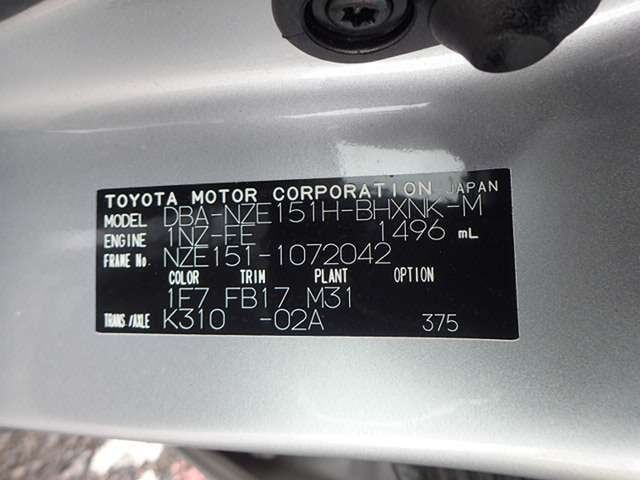 TOYOTA MOTOR CORPORATION JAPAN
MODEL DBA-NZE151H-BHXNK-M
ENGINE 1NZ-FE 1496 mL
FRAME No. NZE151-1072042
COLOR TRIM PLANT OPTION
1F7 FB17 M31
TRANS./AXLE K310 -02A 375